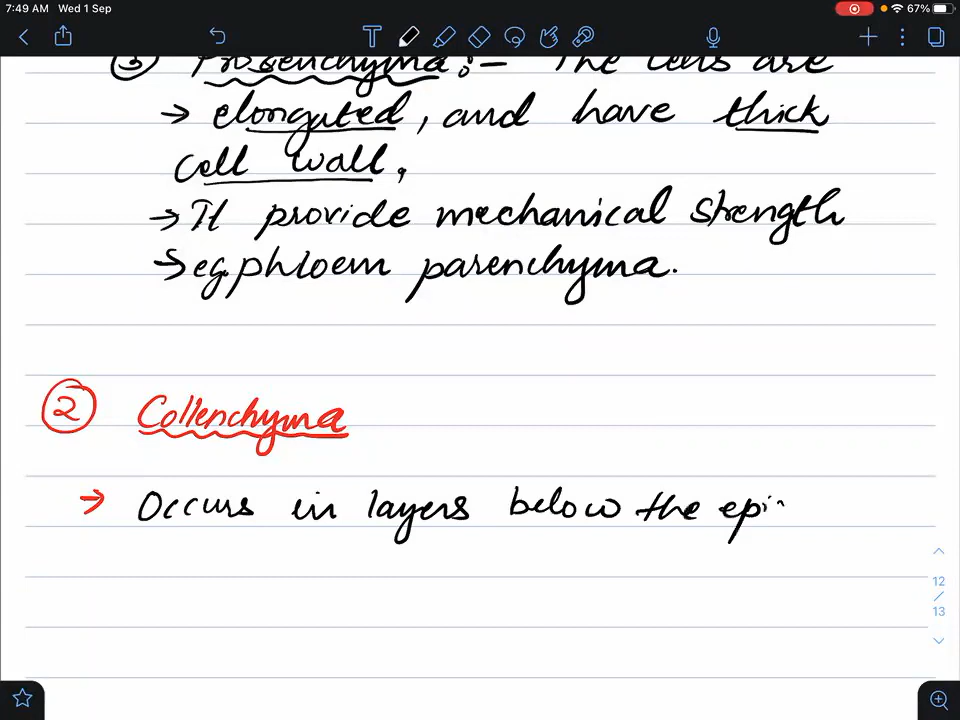 7:49 AM Wed 1 Sep 67%
③ Prosenchyma:- The cells are
→ elongated, and have thick
cell wall,
→ It provide mechanical strength
→ eg. phloem parenchyma.
② Collenchyma
→ Occurs in layers below the epi
12
/
13